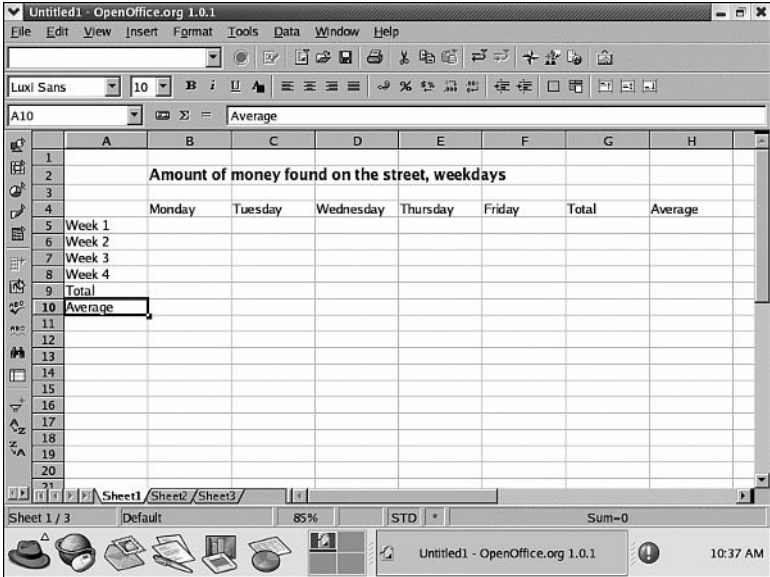 Untitled1 - OpenOffice.org 1.0.1
File Edit View Insert Format Tools Data Window Help
Luxi Sans 10 B i U A
A10 Σ = Average
A B C D E F G H
1
2 Amount of money found on the street, weekdays
3
4 Monday Tuesday Wednesday Thursday Friday Total Average
5 Week 1
6 Week 2
7 Week 3
8 Week 4
9 Total
10 Average
11
12
13
14
15
16
17
18
19
20
21
Sheet1 Sheet2 Sheet3
Sheet 1 / 3 Default 85% STD * Sum=0
Untitled1 - OpenOffice.org 1.0.1 10:37 AM